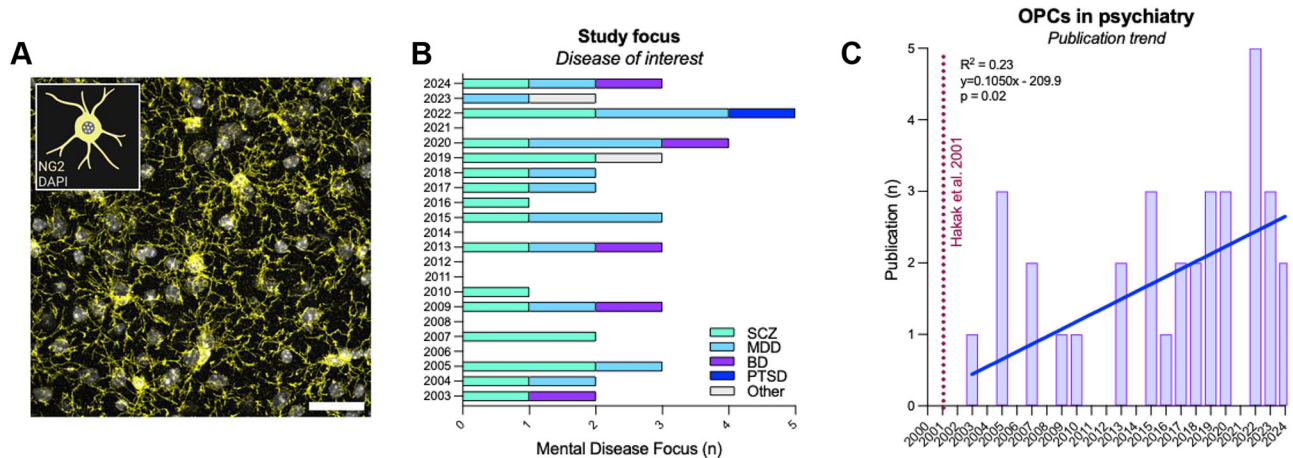 A
NG2
DAPI
B
Study focus
Disease of interest
2024
2023
2022
2021
2020
2019
2018
2017
2016
2015
2014
2013
2012
2011
2010
2009
2008
2007
2006
2005
2004
2003
SCZ
MDD
BD
PTSD
Other
0
1
2
3
4
5
Mental Disease Focus (n)
C
OPCs in psychiatry
Publication trend
R² = 0.23
y=0.1050x - 209.9
p = 0.02
Hakak et al. 2001
Publication (n)
5
4
3
2
1
0
2000
2001
2002
2003
2004
2005
2006
2007
2008
2009
2010
2011
2012
2013
2014
2015
2016
2017
2018
2019
2020
2021
2022
2023
2024